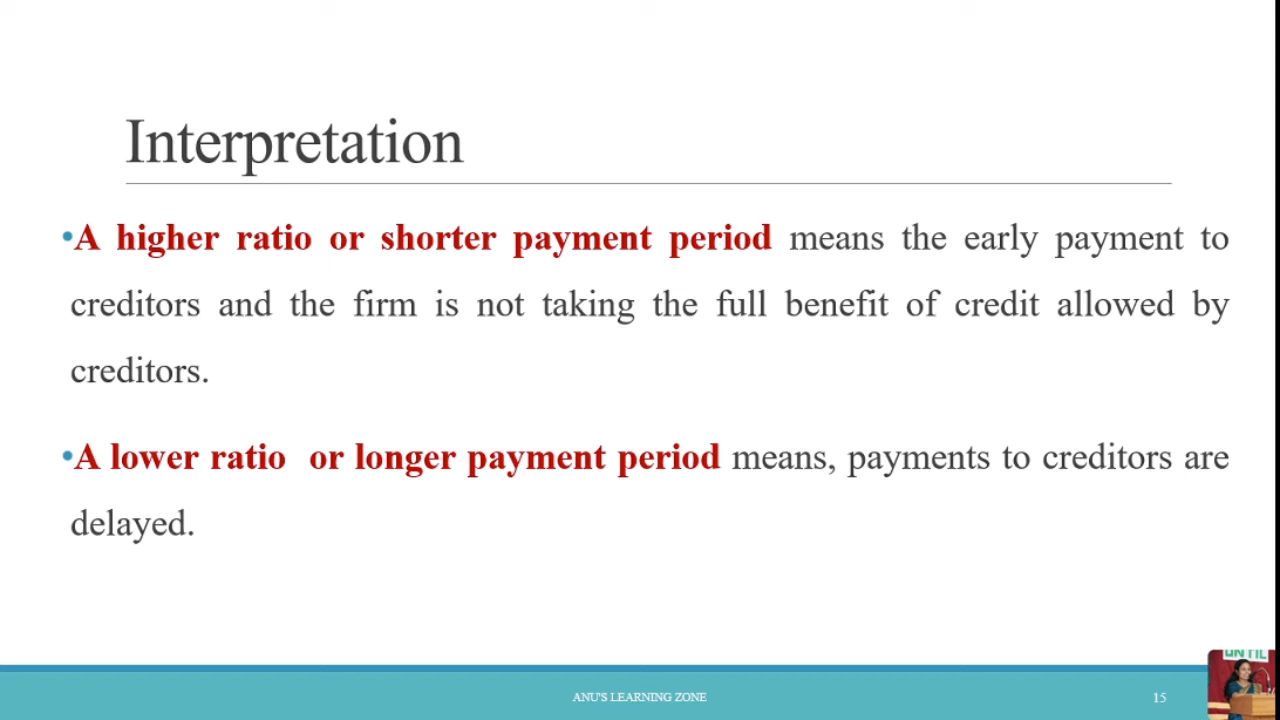 Interpretation
•A higher ratio or shorter payment period means the early payment to
creditors and the firm is not taking the full benefit of credit allowed by
creditors.
•A lower ratio or longer payment period means, payments to creditors are
delayed.
ANU'S LEARNING ZONE
15